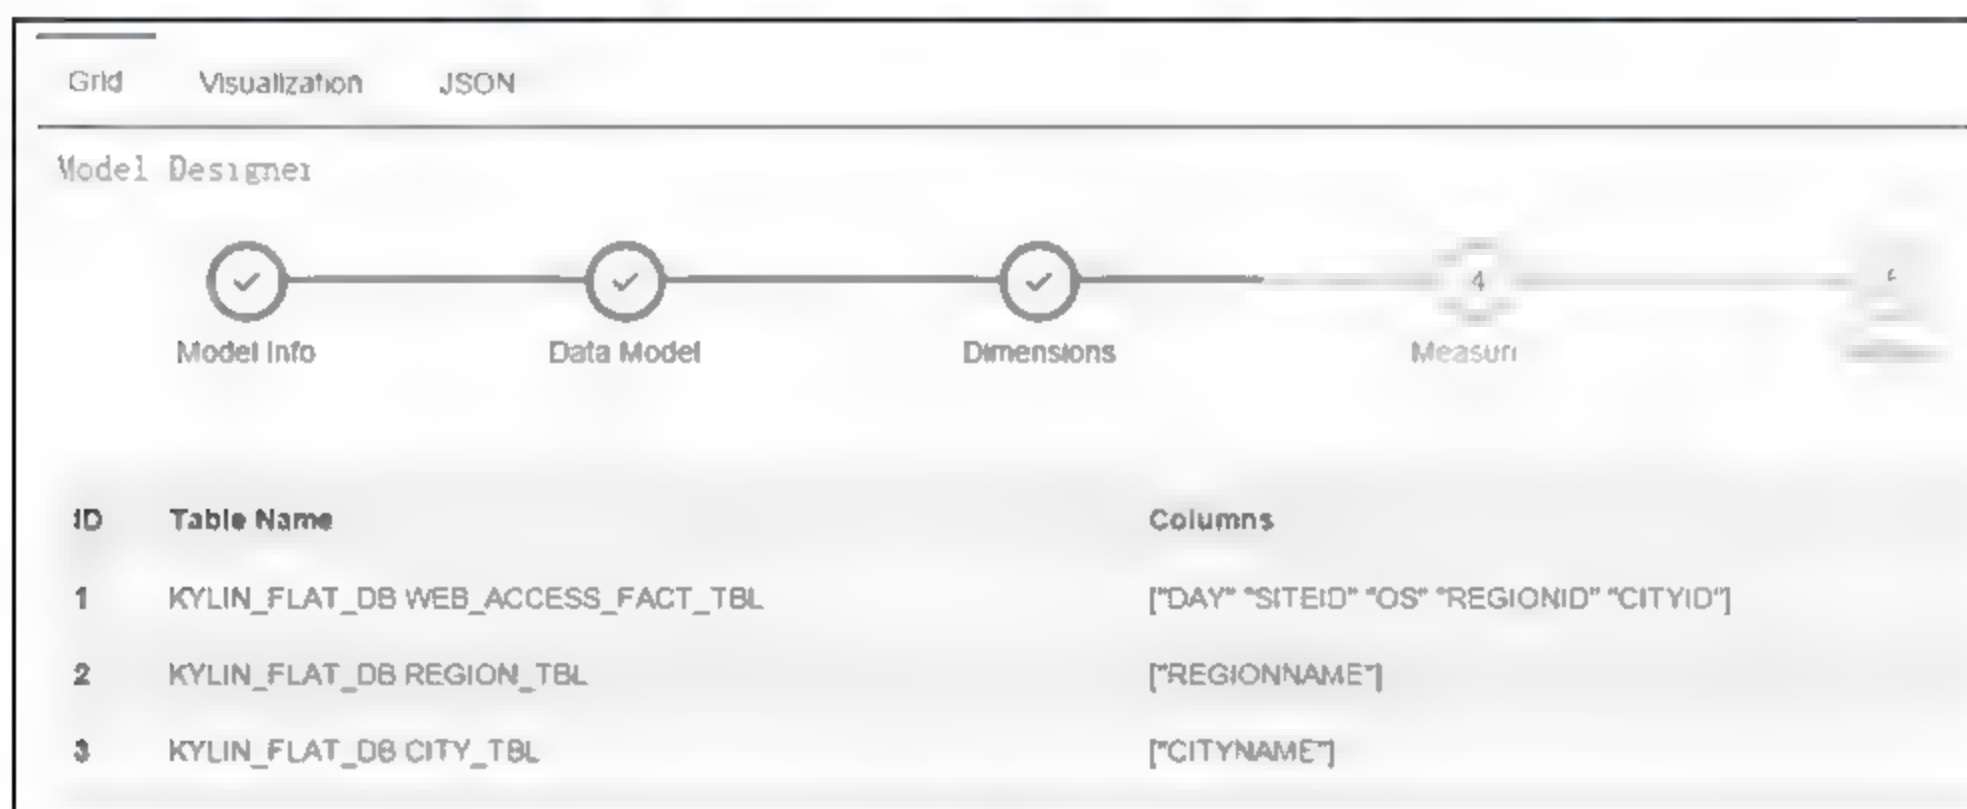 Grid Visualization JSON
Model Designer
4
Model Info Data Model Dimensions
ID Table Name Columns
1 KYLIN_FLAT_DB WEB_ACCESS_FACT_TBL ["DAY" "SITEID" "OS" "REGIONID" "CITYID"]
2 KYLIN_FLAT_DB REGION_TBL ["REGIONNAME"]
3 KYLIN_FLAT_DB CITY_TBL ["CITYNAME"]